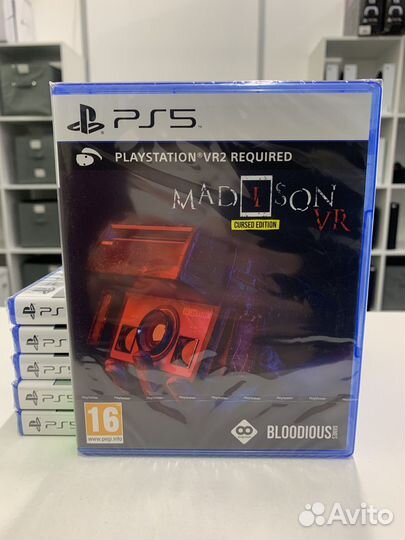 PS5
PLAYSTATION®VR2 REQUIRED
MADISON
VR
CURSED EDITION
PS5
PS5
PS5
PS5
PS5
16
www.pegi.info
PERP
BLOODIOUS GAMES
Avito